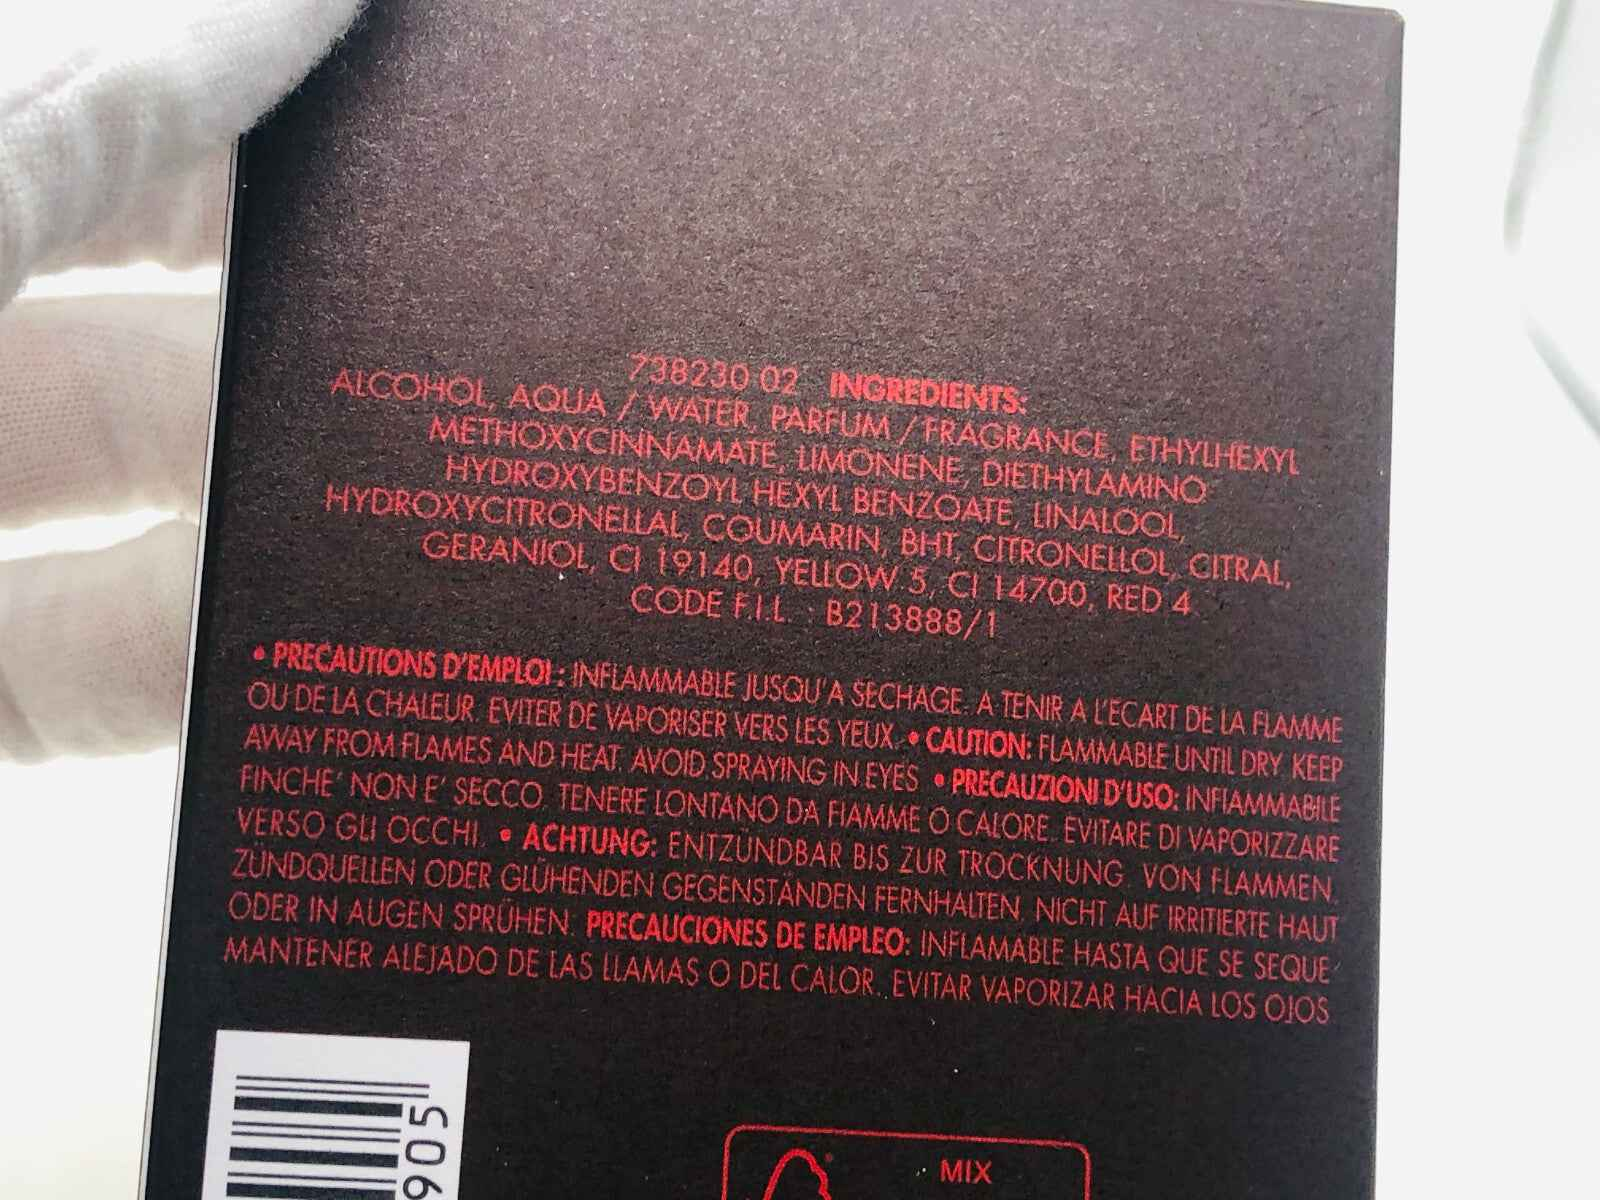 738230 02 INGREDIENTS:
ALCOHOL, AQUA / WATER, PARFUM / FRAGRANCE, ETHYLHEXYL
METHOXYCINNAMATE, LIMONENE, DIETHYLAMINO
HYDROXYBENZOYL HEXYL BENZOATE, LINALOOL,
HYDROXYCITRONELLAL, COUMARIN, BHT, CITRONELLOL, CITRAL,
GERANIOL, CI 19140, YELLOW 5, CI 14700, RED 4
CODE F.I.L. : B213888/1
• PRECAUTIONS D'EMPLOI : INFLAMMABLE JUSQU'A SECHAGE. A TENIR A L'ECART DE LA FLAMME
OU DE LA CHALEUR. EVITER DE VAPORISER VERS LES YEUX. • CAUTION: FLAMMABLE UNTIL DRY. KEEP
AWAY FROM FLAMES AND HEAT. AVOID SPRAYING IN EYES • PRECAUZIONI D'USO: INFIAMMABILE
FINCHE' NON E' SECCO. TENERE LONTANO DA FIAMME O CALORE. EVITARE DI VAPORIZZARE
VERSO GLI OCCHI. • ACHTUNG: ENTZÜNDBAR BIS ZUR TROCKNUNG. VON FLAMMEN,
ZÜNDQUELLEN ODER GLÜHENDEN GEGENSTÄNDEN FERNHALTEN. NICHT AUF IRRITIERTE HAUT
ODER IN AUGEN SPRÜHEN. PRECAUCIONES DE EMPLEO: INFLAMABLE HASTA QUE SE SEQUE
MANTENER ALEJADO DE LAS LLAMAS O DEL CALOR. EVITAR VAPORIZAR HACIA LOS OJOS
905
MIX